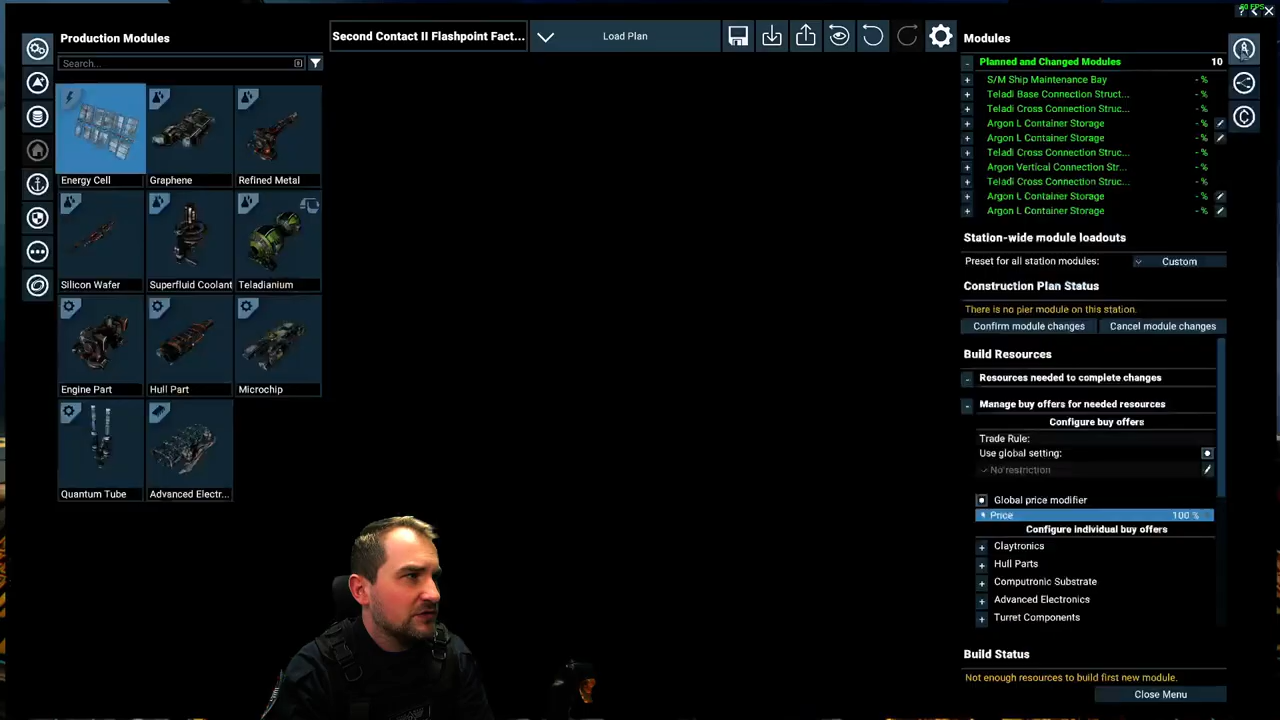 60 FPS
?
Production Modules
Search...
Energy Cell
Graphene
Refined Metal
Silicon Wafer
Superfluid Coolant
Teladianium
Engine Part
Hull Part
Microchip
Quantum Tube
Advanced Electr...
Second Contact II Flashpoint Fact...
Load Plan
Modules
- Planned and Changed Modules 10
+ S/M Ship Maintenance Bay - %
+ Teladi Base Connection Struct... - %
+ Teladi Cross Connection Struct... - %
+ Argon L Container Storage - %
+ Argon L Container Storage - %
+ Teladi Cross Connection Struc... - %
+ Argon Vertical Connection Str... - %
+ Teladi Cross Connection Struc... - %
+ Argon L Container Storage - %
+ Argon L Container Storage - %
Station-wide module loadouts
Preset for all station modules: Custom
Construction Plan Status
There is no pier module on this station.
Confirm module changes Cancel module changes
Build Resources
- Resources needed to complete changes
- Manage buy offers for needed resources
Configure buy offers
Trade Rule:
Use global setting:
No restriction
Global price modifier
Price 100 %
Configure individual buy offers
+ Claytronics
+ Hull Parts
+ Computronic Substrate
+ Advanced Electronics
+ Turret Components
Build Status
Not enough resources to build first new module.
Close Menu